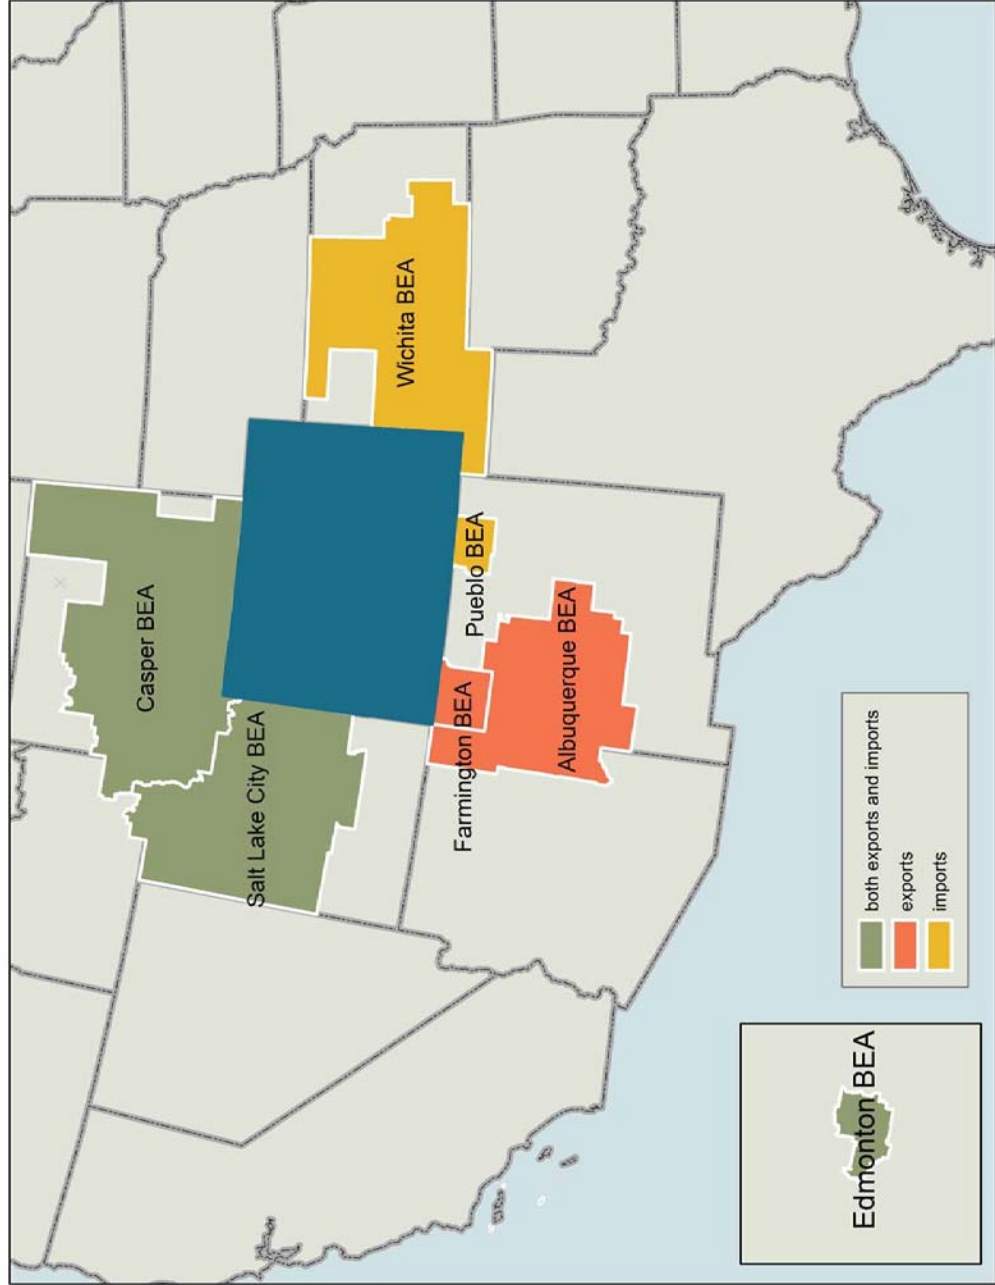 Casper BEA
Salt Lake City BEA
Wichita BEA
Pueblo BEA
Farmington BEA
Albuquerque BEA
Edmonton BEA
both exports and imports
exports
imports